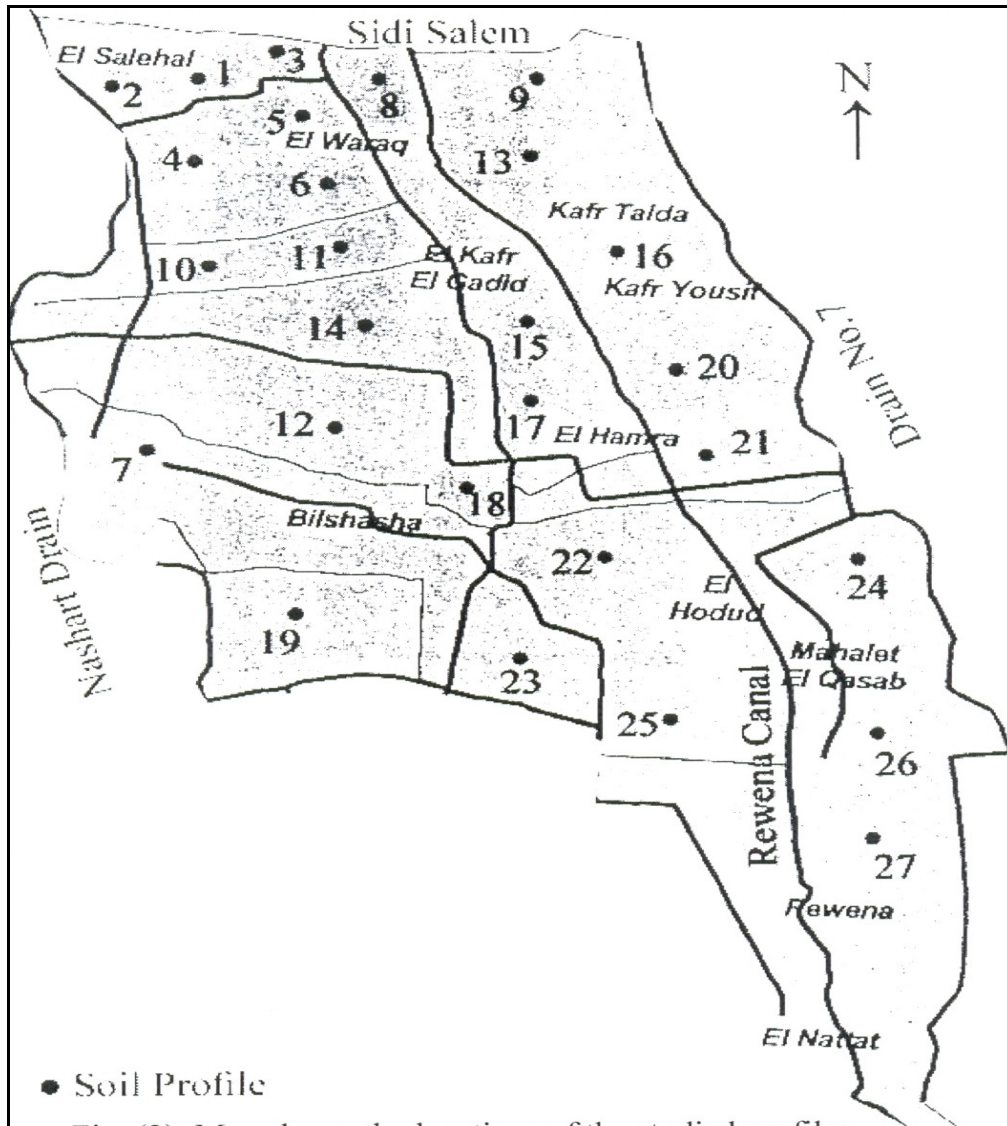 Sidi Salem
El Salehal
3
1
2
8
9
N
5
El Waraq
13
4
6
Kafr Talda
11
El Kafr
El Gadid
16
10
Kafr Yousif
14
15
Drain No.7
20
17
12
El Hamra
21
7
18
Bilshasha
Nashart Drain
22
24
El
Hodud
19
Mahalet
El Qasab
23
25
Rewena Canal
26
27
Rewena
El Nattat
Soil Profile